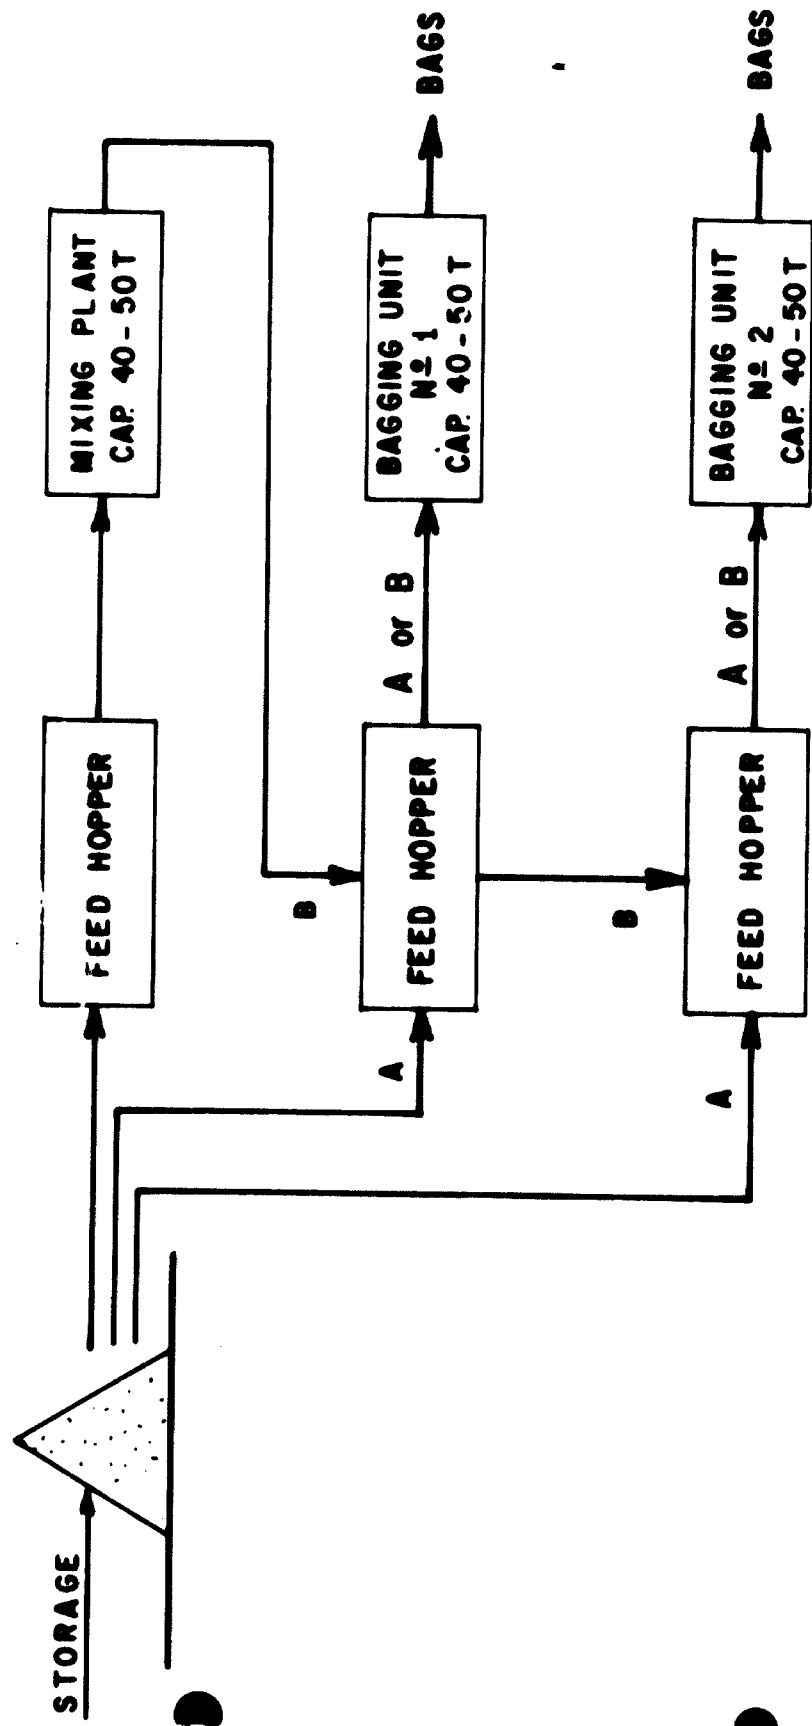 STORAGE
FEED HOPPER
MIXING PLANT
CAP. 40-50T
A
B
FEED HOPPER
A or B
BAGGING UNIT
Nº 1
CAP. 40-50T
BAGS
A
B
FEED HOPPER
A or B
BAGGING UNIT
Nº 2
CAP. 40-50T
BAGS